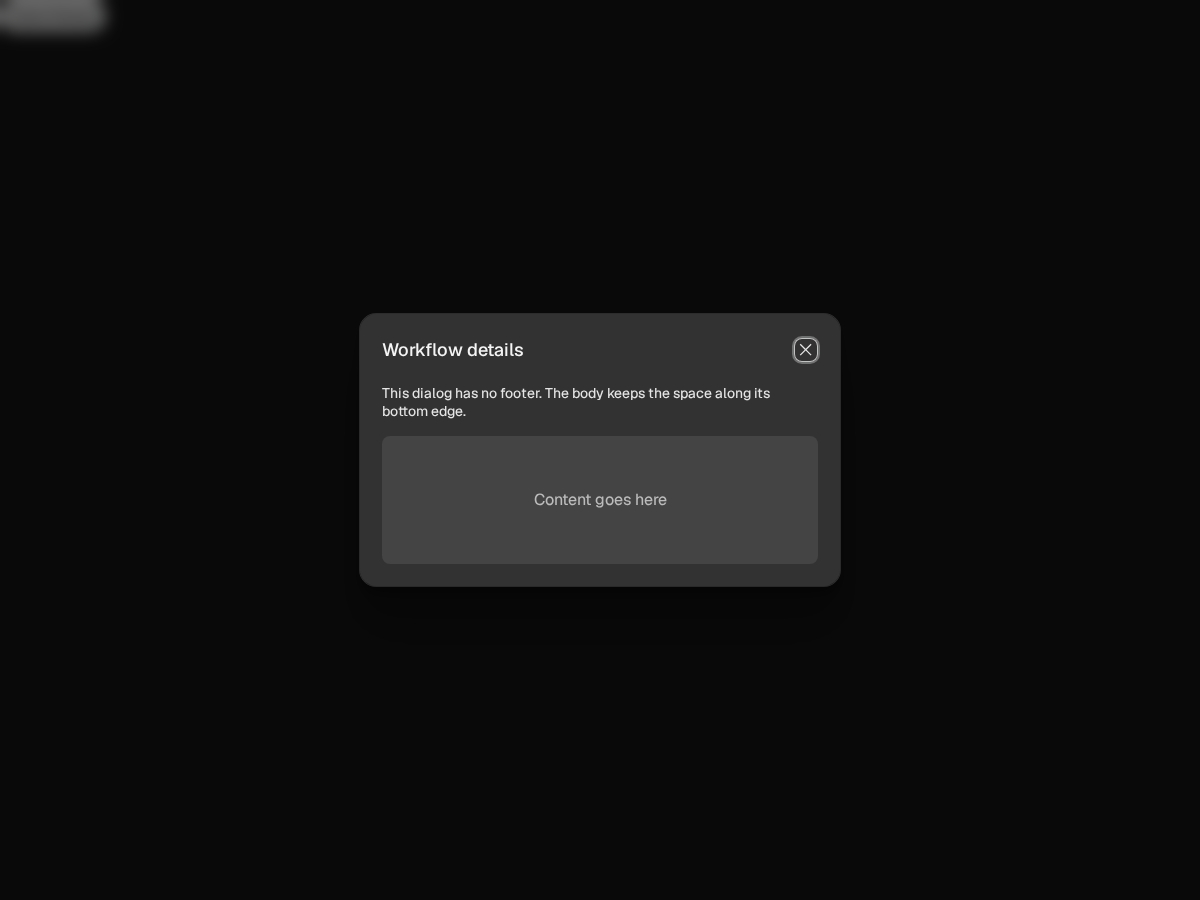 Workflow details
This dialog has no footer. The body keeps the space along its
bottom edge.
Content goes here